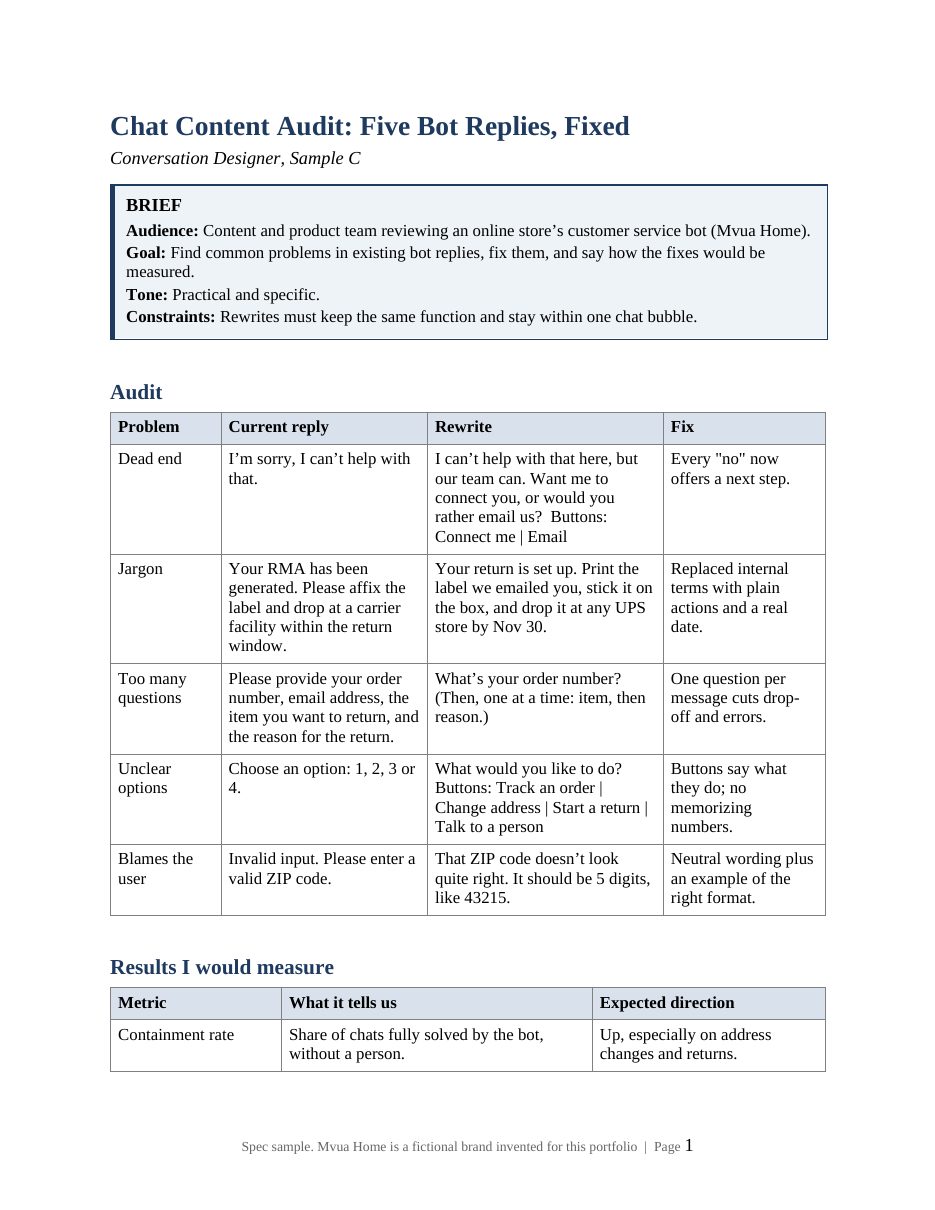 Chat Content Audit: Five Bot Replies, Fixed
Conversation Designer, Sample C
BRIEF
Audience: Content and product team reviewing an online store’s customer service bot (Mvua Home).
Goal: Find common problems in existing bot replies, fix them, and say how the fixes would be
measured.
Tone: Practical and specific.
Constraints: Rewrites must keep the same function and stay within one chat bubble.
Audit
Problem
Current reply
Rewrite
Fix
Dead end
I’m sorry, I can’t help with
that.
I can’t help with that here, but
our team can. Want me to
connect you, or would you
rather email us?  Buttons:
Connect me | Email
Every "no" now
offers a next step.
Jargon
Your RMA has been
generated. Please affix the
label and drop at a carrier
facility within the return
window.
Your return is set up. Print the
label we emailed you, stick it on
the box, and drop it at any UPS
store by Nov 30.
Replaced internal
terms with plain
actions and a real
date.
Too many
questions
Please provide your order
number, email address, the
item you want to return, and
the reason for the return.
What’s your order number?
(Then, one at a time: item, then
reason.)
One question per
message cuts drop-
off and errors.
Unclear
options
Choose an option: 1, 2, 3 or
4.
What would you like to do?
Buttons: Track an order |
Change address | Start a return |
Talk to a person
Buttons say what
they do; no
memorizing
numbers.
Blames the
user
Invalid input. Please enter a
valid ZIP code.
That ZIP code doesn’t look
quite right. It should be 5 digits,
like 43215.
Neutral wording plus
an example of the
right format.
Results I would measure
Metric
What it tells us
Expected direction
Containment rate
Share of chats fully solved by the bot,
without a person.
Up, especially on address
changes and returns.
Spec sample. Mvua Home is a fictional brand invented for this portfolio | Page 1